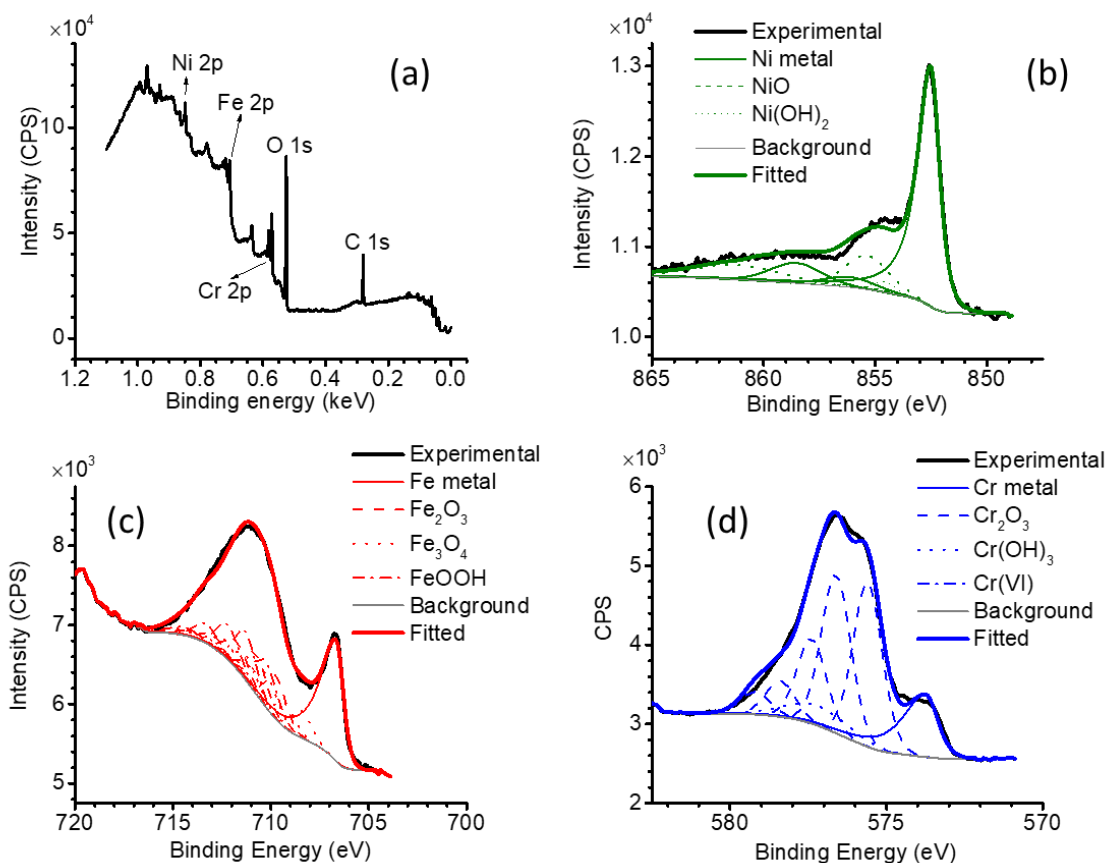 ×10⁴
(a)
Ni 2p
Fe 2p
O 1s
C 1s
Cr 2p
Intensity (CPS)
10
5
0
1.2 1.0 0.8 0.6 0.4 0.2 0.0
Binding energy (keV)
×10⁴
(b)
Experimental
Ni metal
NiO
Ni(OH)₂
Background
Fitted
Intensity (CPS)
1.3
1.2
1.1
1.0
865 860 855 850
Binding Energy (eV)
×10³
(c)
Experimental
Fe metal
Fe₂O₃
Fe₃O₄
FeOOH
Background
Fitted
Intensity (CPS)
8
7
6
5
720 710 700
Binding Energy (eV)
×10³
(d)
Experimental
Cr metal
Cr₂O₃
Cr(OH)₃
Cr(VI)
Background
Fitted
CPS
6
5
4
3
2
580 575 570
Binding Energy (eV)